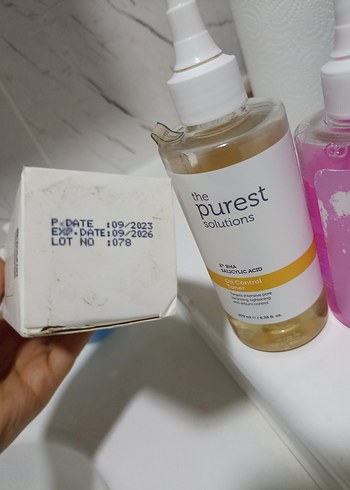 P.DATE :09/2023
EXP.DATE:09/2026
LOT NO :078
the
purest
solutions
BHA
SALICYLIC ACID
Oil Control
Toner